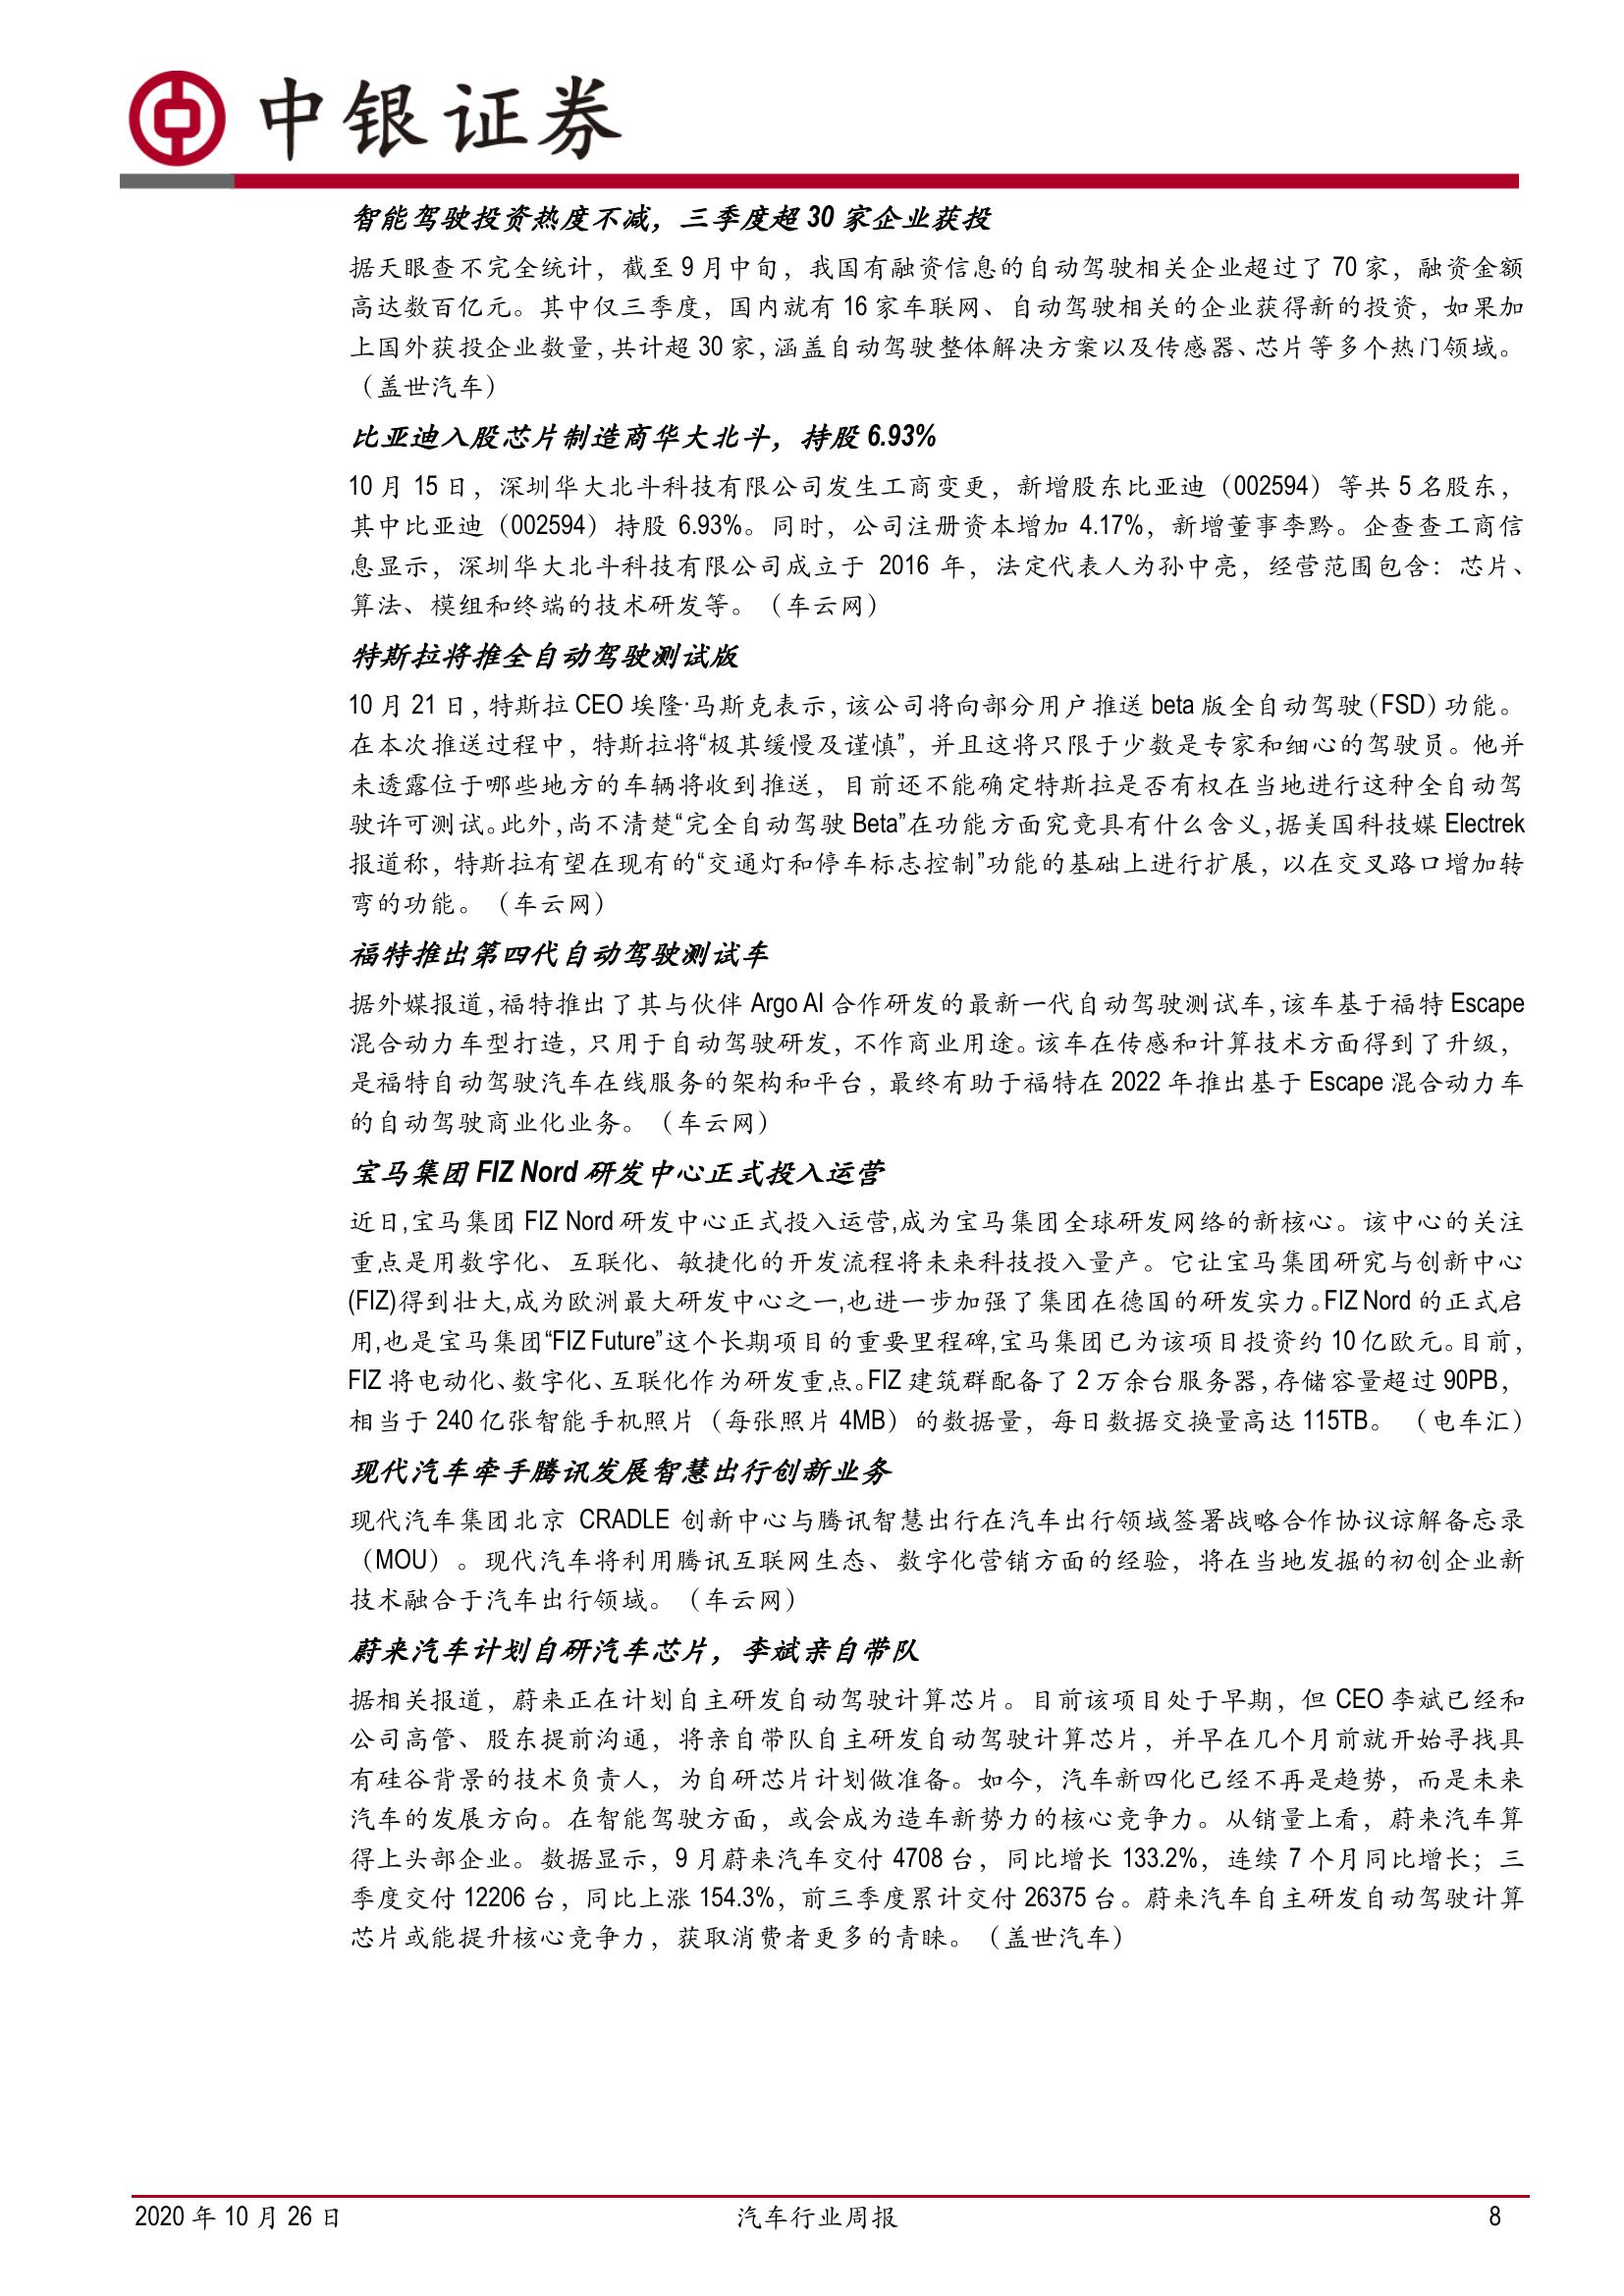 中银证券
智能驾驶投资热度不减，三季度超 30 家企业获投
据天眼查不完全统计，截至 9 月中旬，我国有融资信息的自动驾驶相关企业超过了 70 家，融资金额
高达数百亿元。其中仅三季度，国内就有 16 家车联网、自动驾驶相关的企业获得新的投资，如果加
上国外获投企业数量，共计超 30 家，涵盖自动驾驶整体解决方案以及传感器、芯片等多个热门领域。
（盖世汽车）
比亚迪入股芯片制造商华大北斗，持股 6.93%
10 月 15 日，深圳华大北斗科技有限公司发生工商变更，新增股东比亚迪（002594）等共 5 名股东，
其中比亚迪（002594）持股 6.93%。同时，公司注册资本增加 4.17%，新增董事李黔。企查查工商信
息显示，深圳华大北斗科技有限公司成立于 2016 年，法定代表人为孙中亮，经营范围包含：芯片、
算法、模组和终端的技术研发等。（车云网）
特斯拉将推全自动驾驶测试版
10 月 21 日，特斯拉 CEO 埃隆·马斯克表示，该公司将向部分用户推送 beta 版全自动驾驶（FSD）功能。
在本次推送过程中，特斯拉将“极其缓慢及谨慎”，并且这将只限于少数是专家和细心的驾驶员。他并
未透露位于哪些地方的车辆将收到推送，目前还不能确定特斯拉是否有权在当地进行这种全自动驾
驶许可测试。此外，尚不清楚“完全自动驾驶 Beta”在功能方面究竟具有什么含义，据美国科技媒 Electrek
报道称，特斯拉有望在现有的“交通灯和停车标志控制”功能的基础上进行扩展，以在交叉路口增加转
弯的功能。（车云网）
福特推出第四代自动驾驶测试车
据外媒报道，福特推出了其与伙伴 Argo AI 合作研发的最新一代自动驾驶测试车，该车基于福特 Escape
混合动力车型打造，只用于自动驾驶研发，不作商业用途。该车在传感和计算技术方面得到了升级，
是福特自动驾驶汽车在线服务的架构和平台，最终有助于福特在 2022 年推出基于 Escape 混合动力车
的自动驾驶商业化业务。（车云网）
宝马集团 FIZ Nord 研发中心正式投入运营
近日,宝马集团 FIZ Nord 研发中心正式投入运营,成为宝马集团全球研发网络的新核心。该中心的关注
重点是用数字化、互联化、敏捷化的开发流程将未来科技投入量产。它让宝马集团研究与创新中心
(FIZ)得到壮大,成为欧洲最大研发中心之一,也进一步加强了集团在德国的研发实力。FIZ Nord 的正式启
用,也是宝马集团“FIZ Future”这个长期项目的重要里程碑,宝马集团已为该项目投资约 10 亿欧元。目前，
FIZ 将电动化、数字化、互联化作为研发重点。FIZ 建筑群配备了 2 万余台服务器，存储容量超过 90PB，
相当于 240 亿张智能手机照片（每张照片 4MB）的数据量，每日数据交换量高达 115TB。（电车汇）
现代汽车牵手腾讯发展智慧出行创新业务
现代汽车集团北京 CRADLE 创新中心与腾讯智慧出行在汽车出行领域签署战略合作协议谅解备忘录
（MOU）。现代汽车将利用腾讯互联网生态、数字化营销方面的经验，将在当地发掘的初创企业新
技术融合于汽车出行领域。（车云网）
蔚来汽车计划自研汽车芯片，李斌亲自带队
据相关报道，蔚来正在计划自主研发自动驾驶计算芯片。目前该项目处于早期，但 CEO 李斌已经和
公司高管、股东提前沟通，将亲自带队自主研发自动驾驶计算芯片，并早在几个月前就开始寻找具
有硅谷背景的技术负责人，为自研芯片计划做准备。如今，汽车新四化已经不再是趋势，而是未来
汽车的发展方向。在智能驾驶方面，或会成为造车新势力的核心竞争力。从销量上看，蔚来汽车算
得上头部企业。数据显示，9 月蔚来汽车交付 4708 台，同比增长 133.2%，连续 7 个月同比增长；三
季度交付 12206 台，同比上涨 154.3%，前三季度累计交付 26375 台。蔚来汽车自主研发自动驾驶计算
芯片或能提升核心竞争力，获取消费者更多的青睐。（盖世汽车）
2020 年 10 月 26 日 汽车行业周报 8